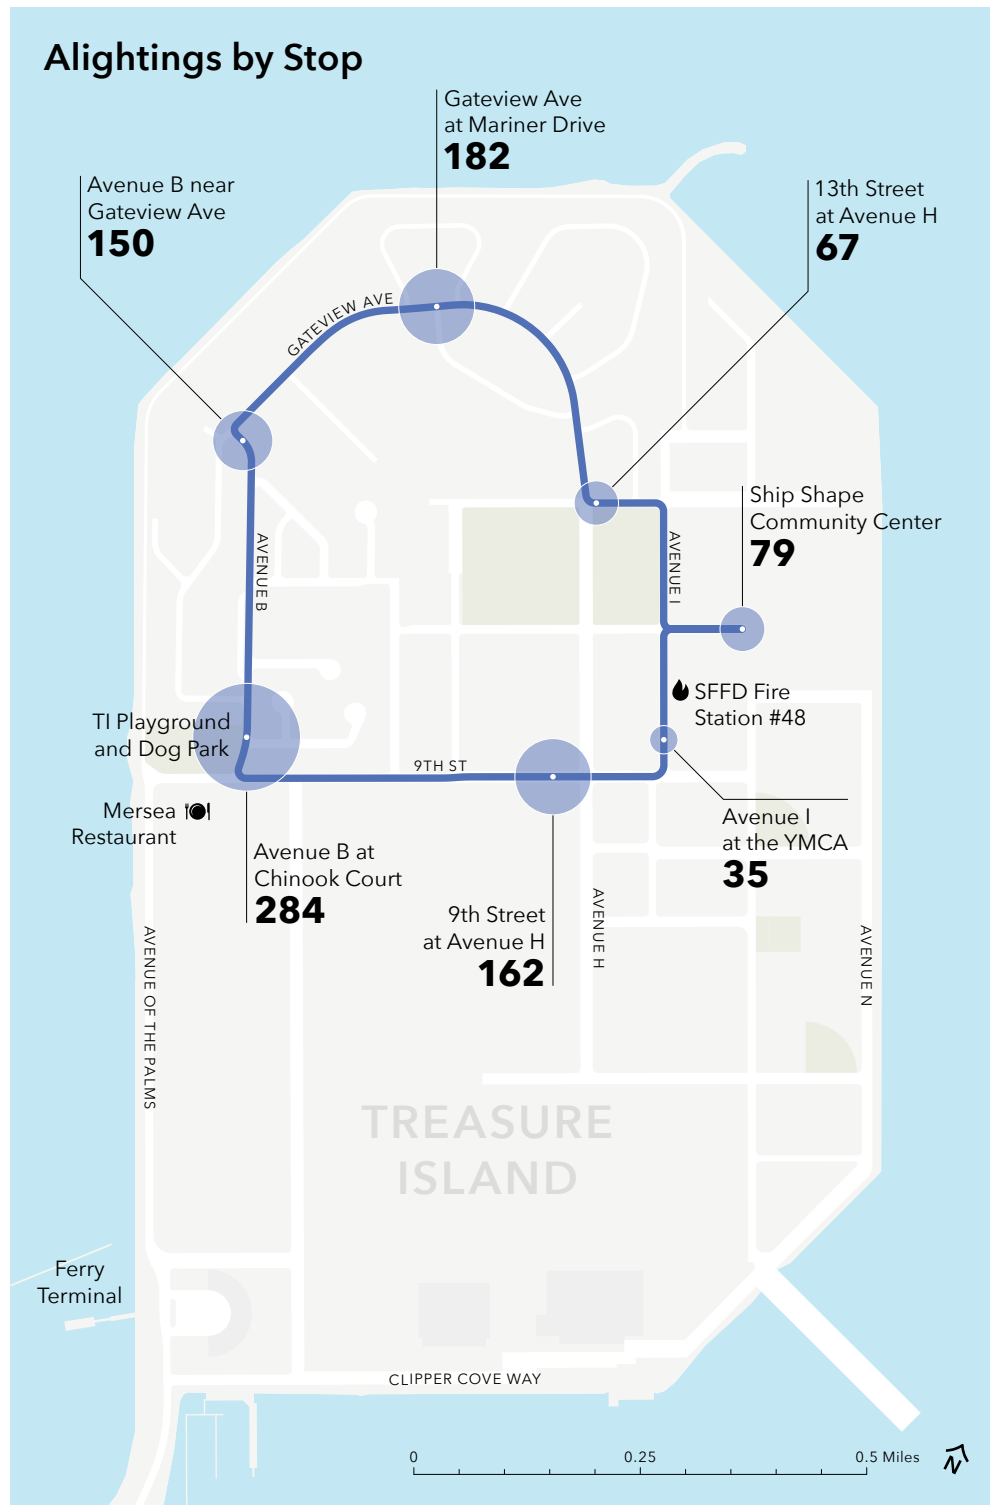 Alightings by Stop
Gateview Ave
at Mariner Drive
182
Avenue B near
Gateview Ave
150
13th Street
at Avenue H
67
GATEVIEW AVE
Ship Shape
Community Center
79
AVENUE B
AVENUE I
SFFD Fire
Station #48
TI Playground
and Dog Park
9TH ST
Mersea
Restaurant
Avenue I
at the YMCA
35
Avenue B at
Chinook Court
284
9th Street
at Avenue H
162
AVENUE H
AVENUE N
AVENUE OF THE PALMS
TREASURE
ISLAND
Ferry
Terminal
CLIPPER COVE WAY
0 0.25 0.5 Miles
N